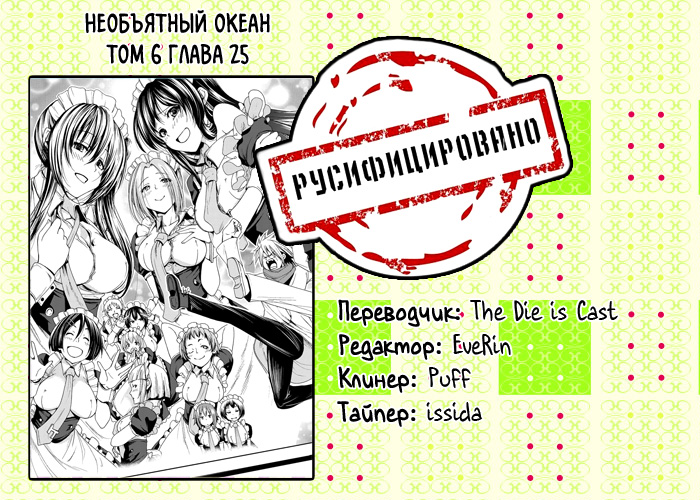 НЕОБЪЯТНЫЙ ОКЕАН
ТОМ 6 ГЛАВА 25
РУСИФИЦИРОВАНО
Переводчик: The Die is Cast
Редактор: EveRin
Клинер: Puff
Тайпер: issida